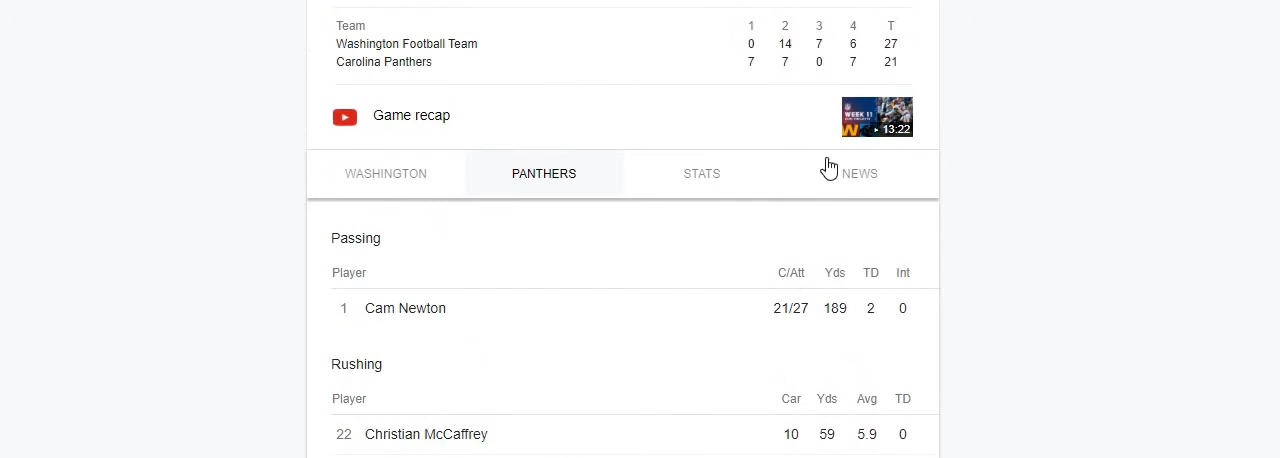 Team 1 2 3 4 T
Washington Football Team 0 14 7 6 27
Carolina Panthers 7 7 0 7 21
Game recap
WEEK 11
13:22
WASHINGTON PANTHERS STATS NEWS
Passing
Player C/Att Yds TD Int
1 Cam Newton 21/27 189 2 0
Rushing
Player Car Yds Avg TD
22 Christian McCaffrey 10 59 5.9 0